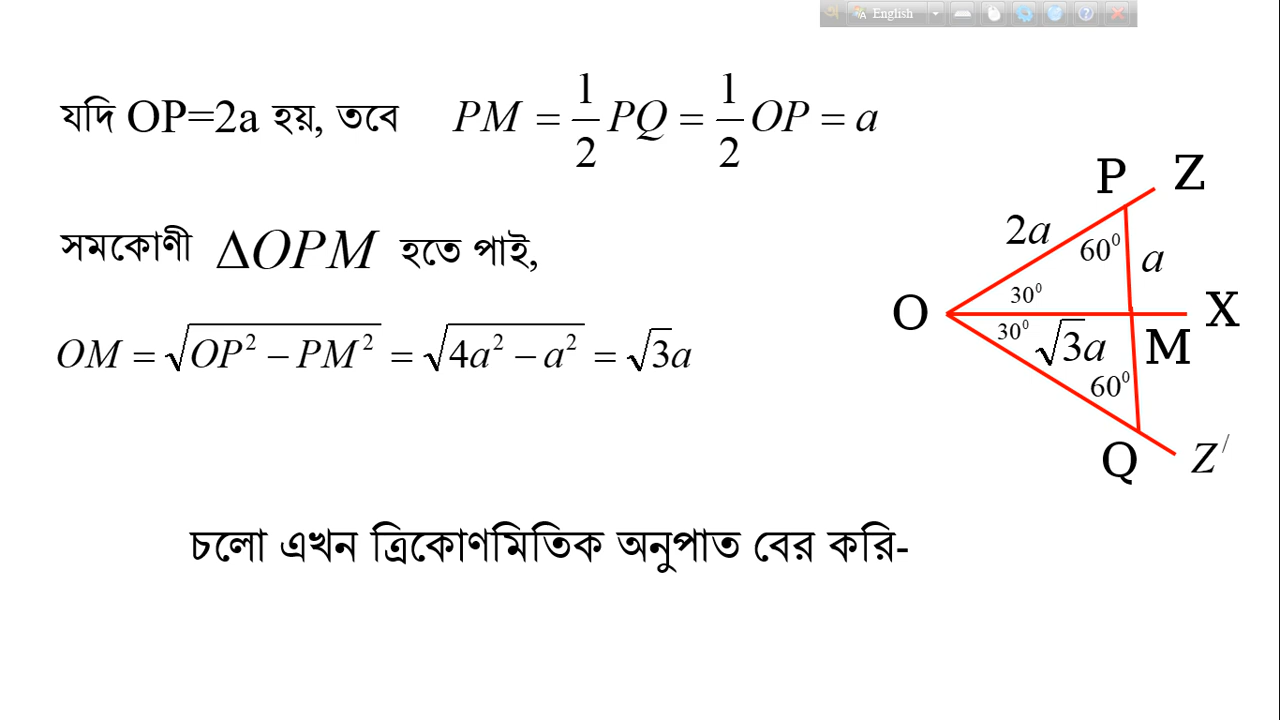 English
যদি OP=2a হয়, তবে PM = 1/2 PQ = 1/2 OP = a
সমকোণী ΔOPM হতে পাই,
OM = √(OP² − PM²) = √(4a² − a²) = √3a
P Z
2a
60⁰ a
30⁰
O X
30⁰ √3a M
60⁰
Q Z/
চলো এখন ত্রিকোণমিতিক অনুপাত বের করি-